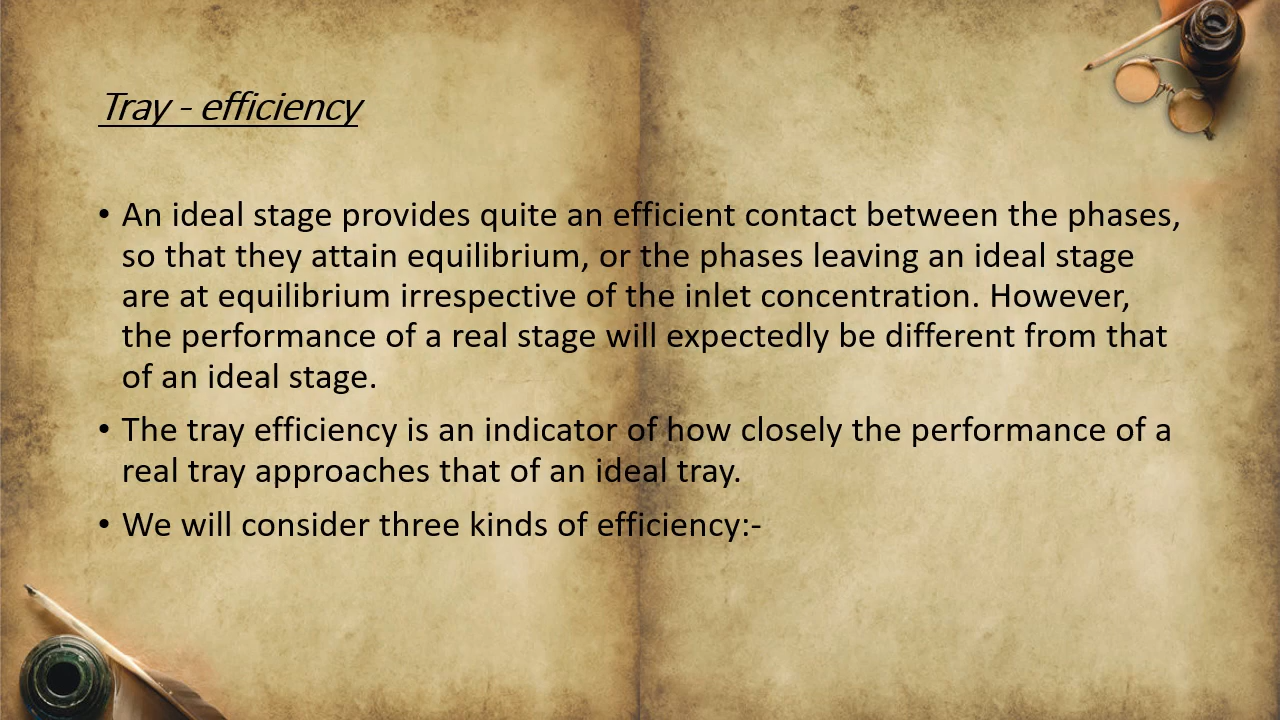 Tray - efficiency
• An ideal stage provides quite an efficient contact between the phases,
so that they attain equilibrium, or the phases leaving an ideal stage
are at equilibrium irrespective of the inlet concentration. However,
the performance of a real stage will expectedly be different from that
of an ideal stage.
• The tray efficiency is an indicator of how closely the performance of a
real tray approaches that of an ideal tray.
• We will consider three kinds of efficiency:-